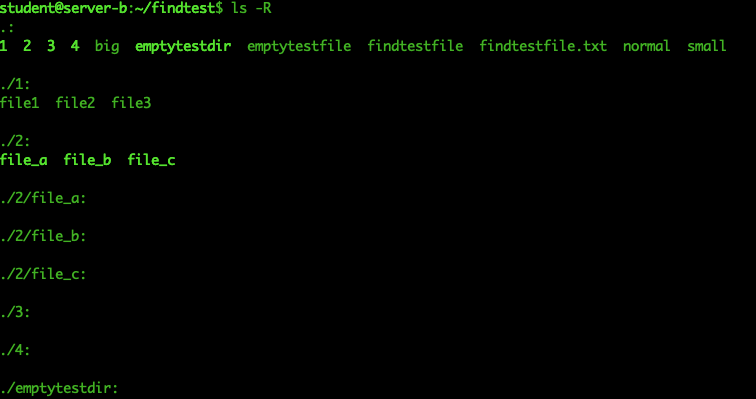 student@server-b:~/findtest$ ls -R
.:
1  2  3  4  big  emptytestdir  emptytestfile  findtestfile  findtestfile.txt  normal  small
./1:
file1  file2  file3
./2:
file_a  file_b  file_c
./2/file_a:
./2/file_b:
./2/file_c:
./3:
./4:
./emptytestdir: